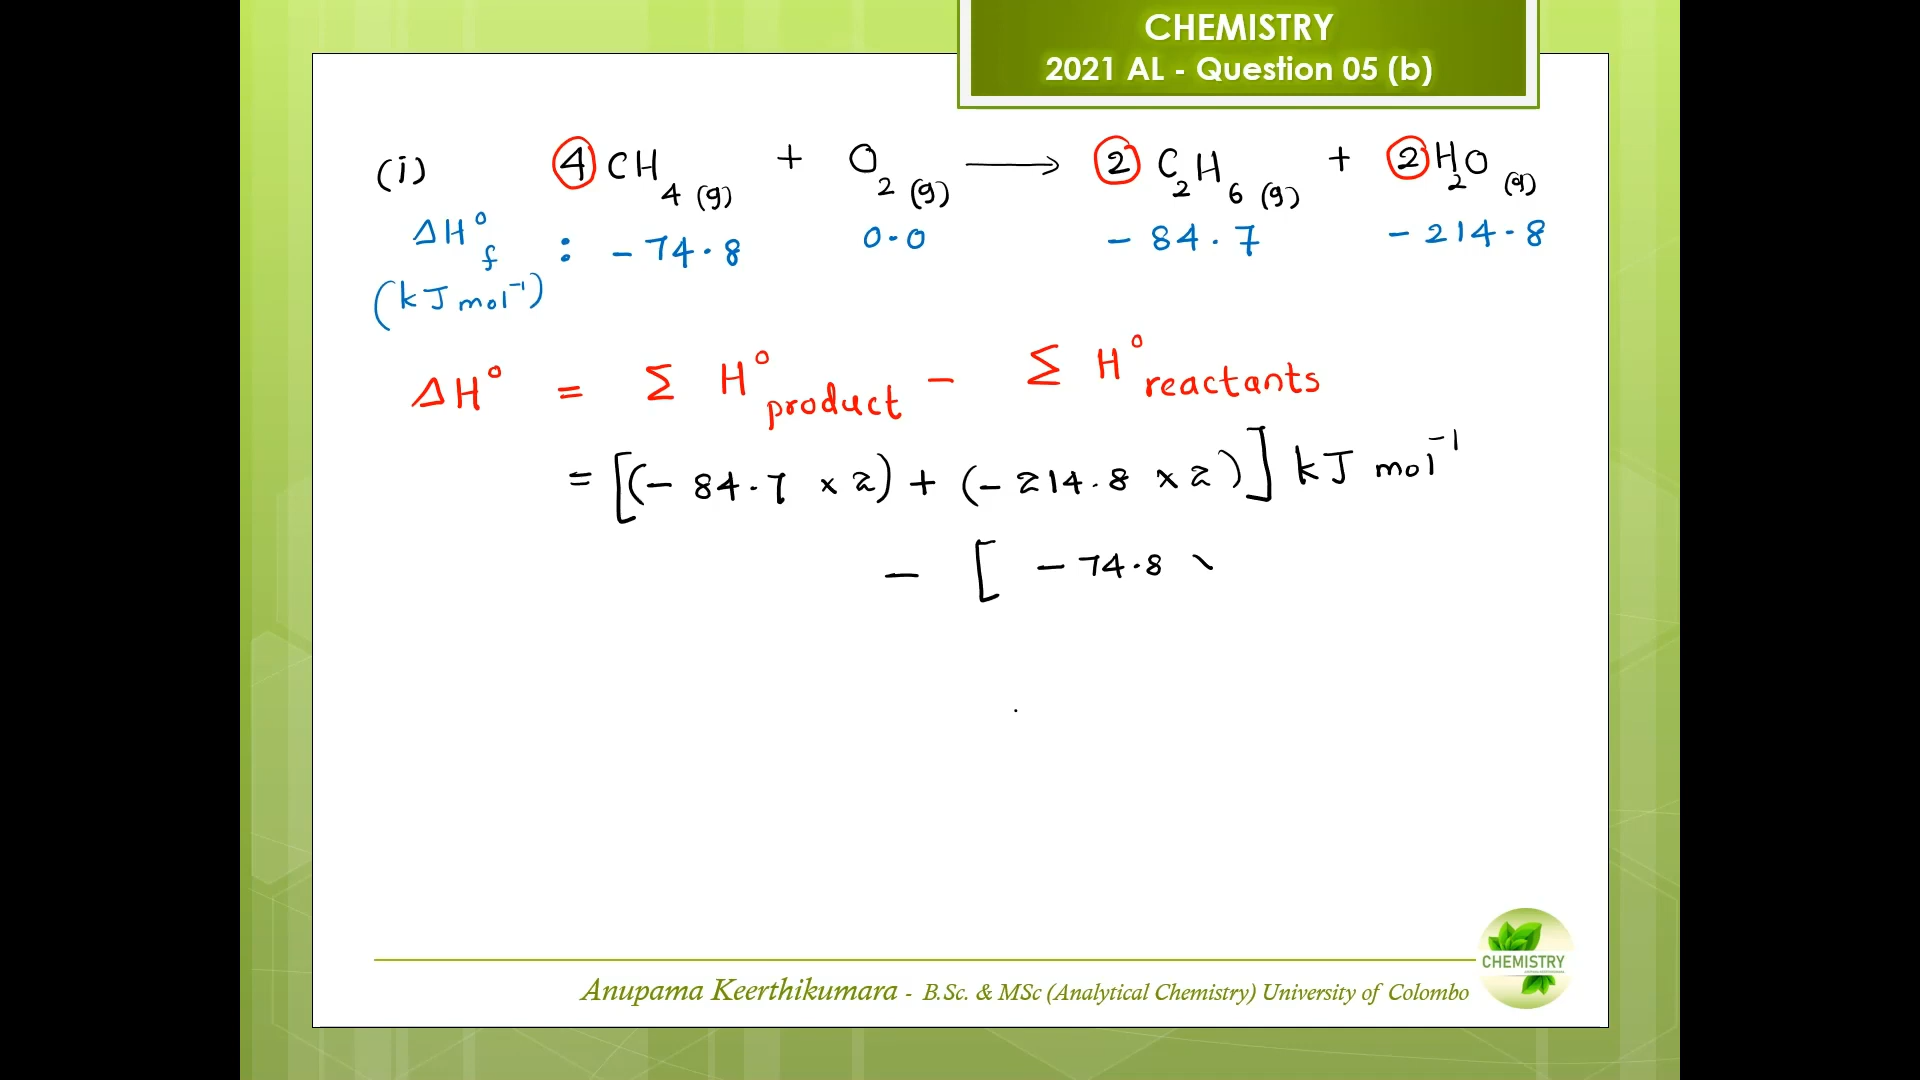 CHEMISTRY
2021 AL - Question 05 (b)
(i) 4 CH4 (g) + O2 (g) ⟶ 2 C2H6 (g) + 2 H2O (g)
ΔH°f : -74.8 0.0 -84.7 -214.8
(kJ mol⁻¹)
ΔH° = Σ H°product - Σ H°reactants
= [(- 84.7 × 2) + (- 214.8 × 2)] kJ mol⁻¹
- [ - 74.8 \
CHEMISTRY
Anupama Keerthikumara - B.Sc. & MSc (Analytical Chemistry) University of Colombo